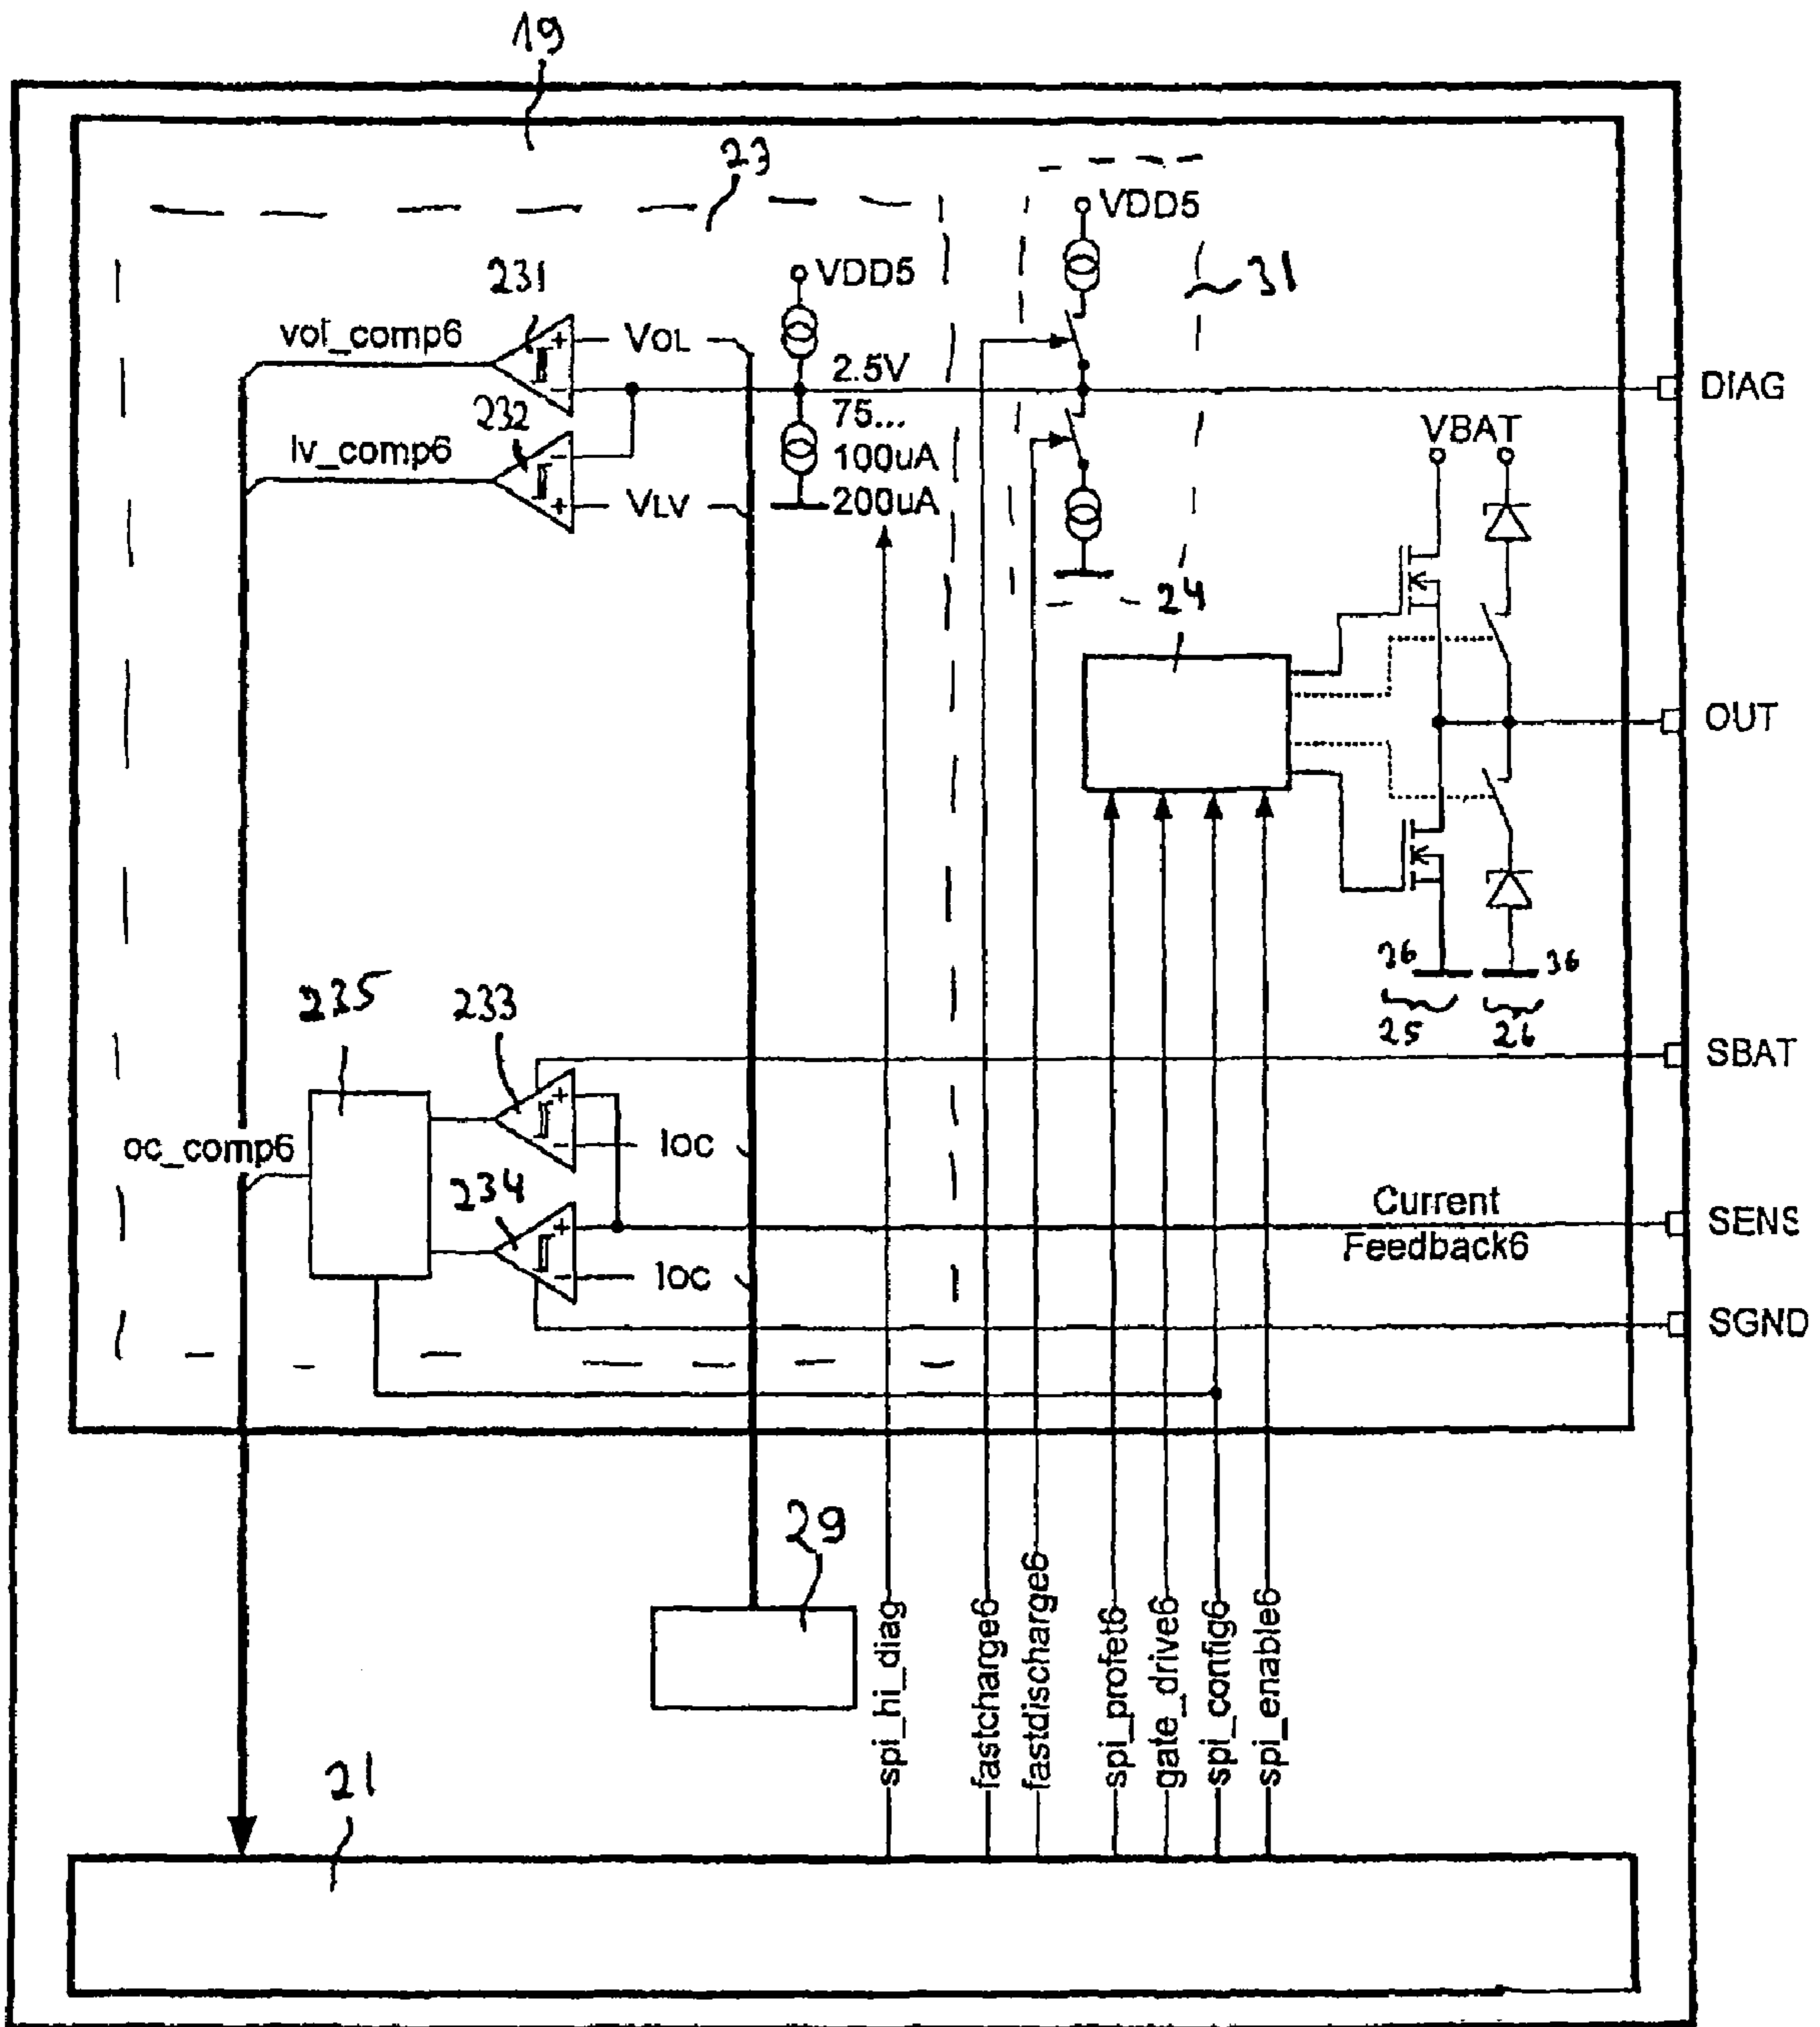 19
23
VDD5
31
231
VDD5
vol_comp6
VOL
2.5V
DIAG
232
75...
VBAT
lv_comp6
100uA
VLV
200uA
24
OUT
36
36
235
233
25
26
SBAT
oc_comp6
IOC
234
Current
SENS
Feedback6
IOC
SGND
29
spi_hi_diag
fastcharge6
fastdischarge6
spi_profet6
gate_drive6
spi_config6
spi_enable6
21